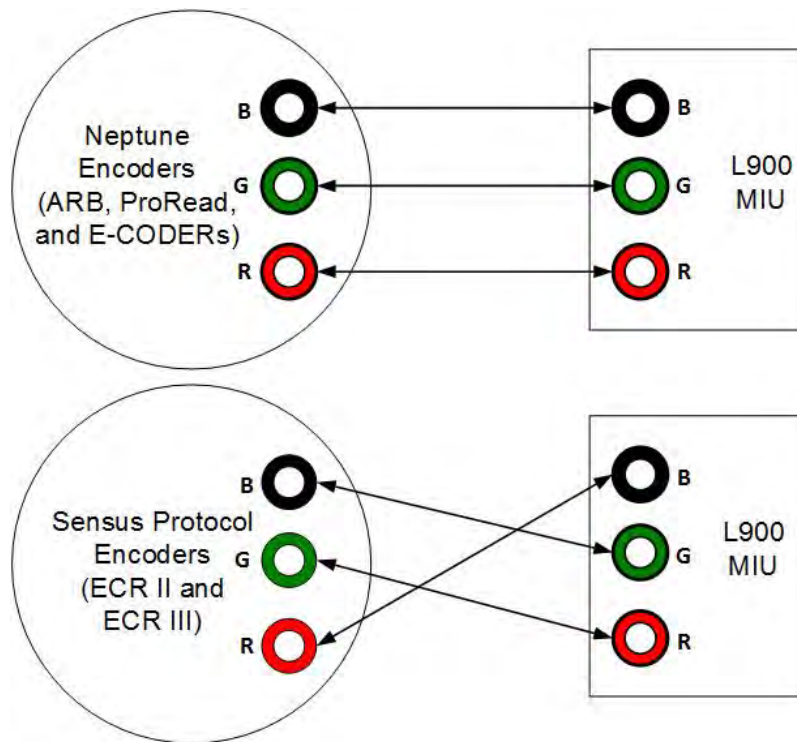 B
B
Neptune
Encoders
(ARB, ProRead,
and E-CODERs)
G
G
L900
MIU
R
R
B
B
Sensus Protocol
Encoders
(ECR II and
ECR III)
G
G
L900
MIU
R
R